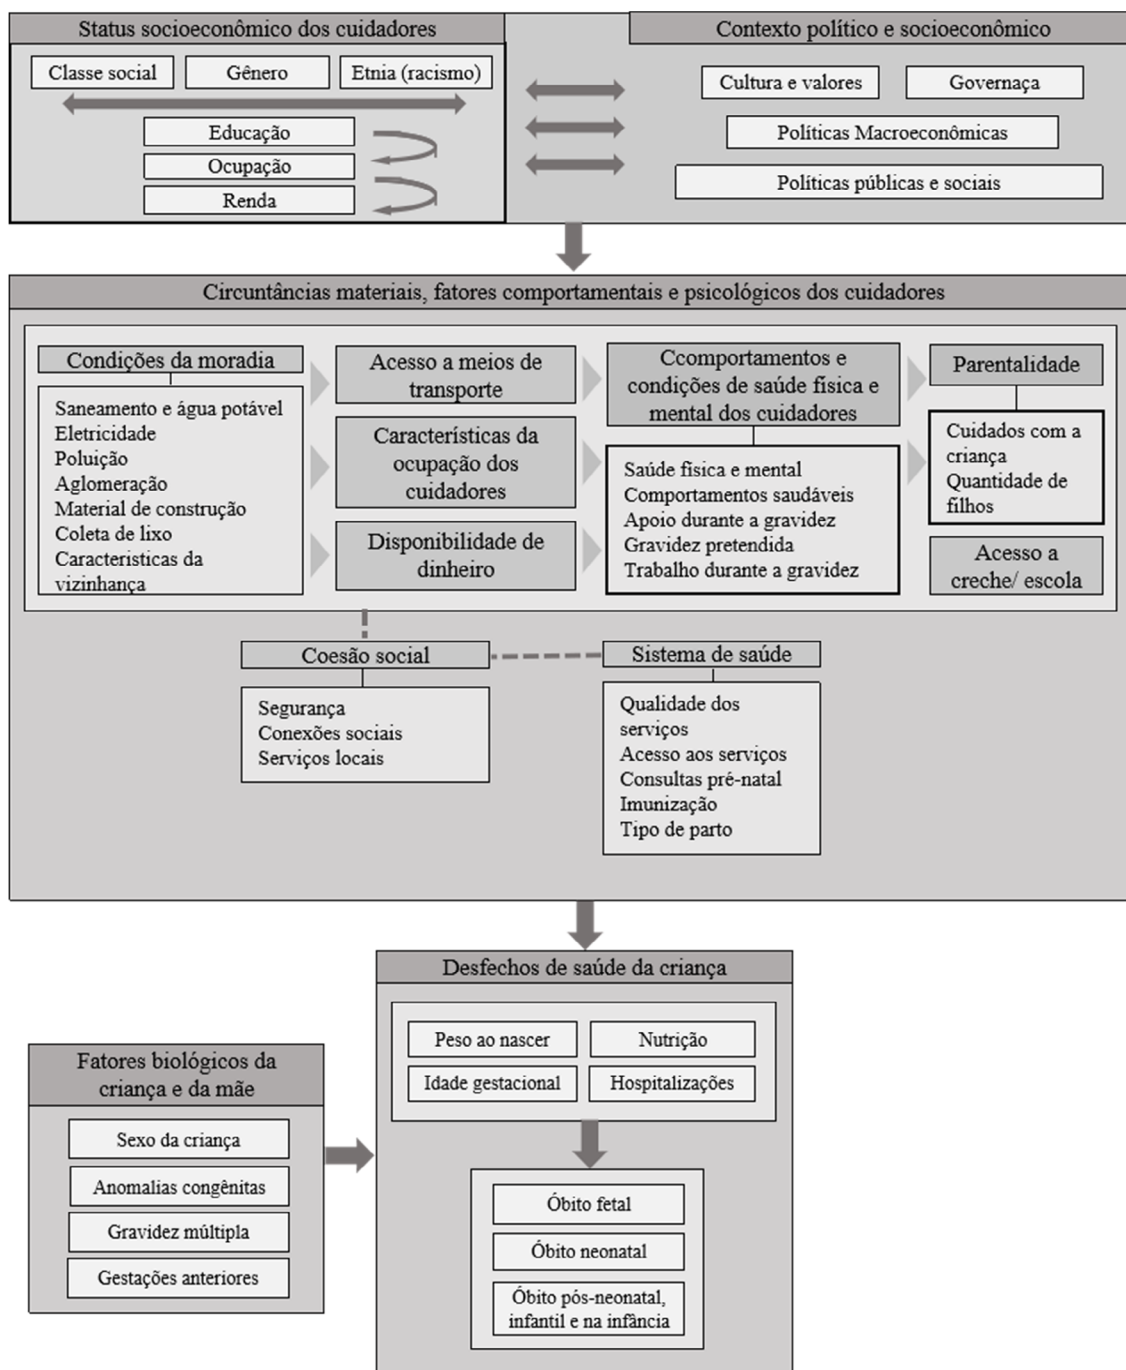 Status socioeconômico dos cuidadores
Classe social
Gênero
Etnia (racismo)
Educação
Ocupação
Renda
Contexto político e socioeconômico
Cultura e valores
Governaça
Políticas Macroeconômicas
Políticas públicas e sociais
Circuntâncias materiais, fatores comportamentais e psicológicos dos cuidadores
Condições da moradia
Saneamento e água potável
Eletricidade
Poluição
Aglomeração
Material de construção
Coleta de lixo
Caracteristicas da
vizinhança
Acesso a meios de
transporte
Características da
ocupação dos
cuidadores
Disponibilidade de
dinheiro
Ccomportamentos e
condições de saúde física e
mental dos cuidadores
Saúde física e mental
Comportamentos saudáveis
Apoio durante a gravidez
Gravidez pretendida
Trabalho durante a gravidez
Parentalidade
Cuidados com a
criança
Quantidade de
filhos
Acesso a
creche/ escola
Coesão social
Segurança
Conexões sociais
Serviços locais
Sistema de saúde
Qualidade dos
serviços
Acesso aos serviços
Consultas pré-natal
Imunização
Tipo de parto
Fatores biológicos da
criança e da mãe
Sexo da criança
Anomalias congênitas
Gravidez múltipla
Gestações anteriores
Desfechos de saúde da criança
Peso ao nascer
Nutrição
Idade gestacional
Hospitalizações
Óbito fetal
Óbito neonatal
Óbito pós-neonatal,
infantil e na infância